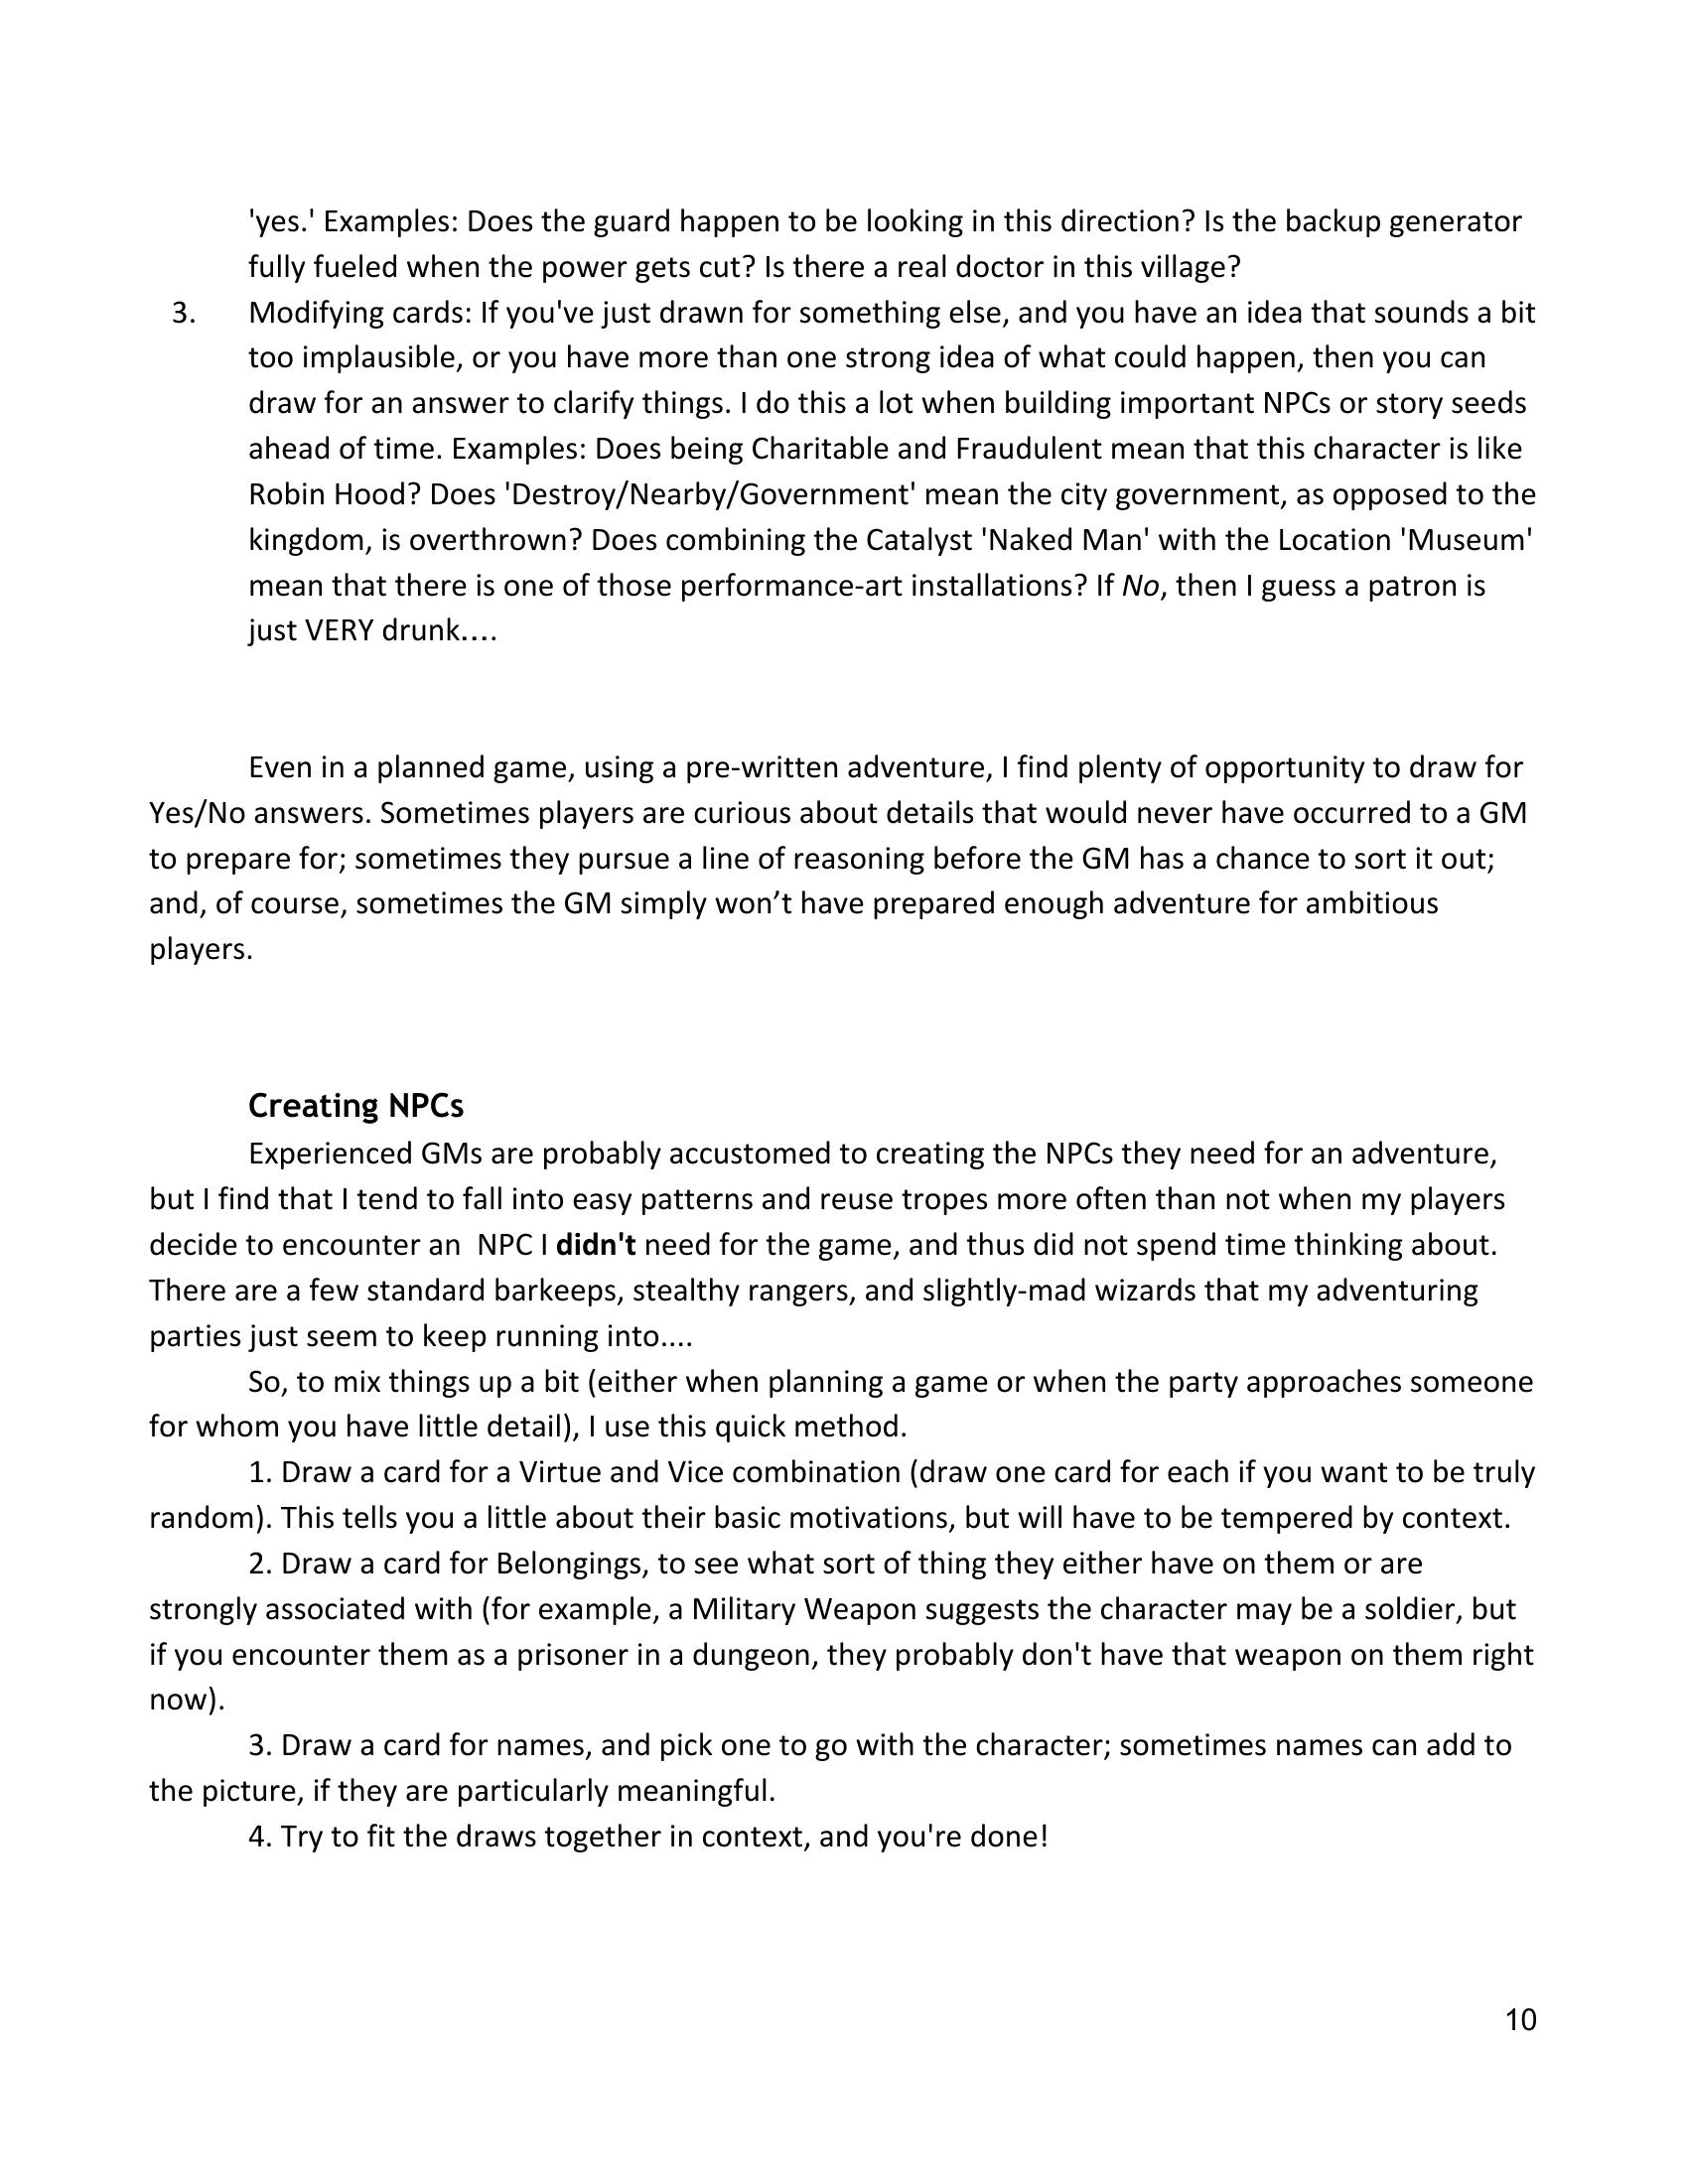 'yes.' Examples: Does the guard happen to be looking in this direction? Is the backup generator
fully fueled when the power gets cut? Is there a real doctor in this village?
3. Modifying cards: If you've just drawn for something else, and you have an idea that sounds a bit
too implausible, or you have more than one strong idea of what could happen, then you can
draw for an answer to clarify things. I do this a lot when building important NPCs or story seeds
ahead of time. Examples: Does being Charitable and Fraudulent mean that this character is like
Robin Hood? Does 'Destroy/Nearby/Government' mean the city government, as opposed to the
kingdom, is overthrown? Does combining the Catalyst 'Naked Man' with the Location 'Museum'
mean that there is one of those performance-art installations? If No, then I guess a patron is
just VERY drunk....
Even in a planned game, using a pre-written adventure, I find plenty of opportunity to draw for
Yes/No answers. Sometimes players are curious about details that would never have occurred to a GM
to prepare for; sometimes they pursue a line of reasoning before the GM has a chance to sort it out;
and, of course, sometimes the GM simply won’t have prepared enough adventure for ambitious
players.
Creating NPCs
Experienced GMs are probably accustomed to creating the NPCs they need for an adventure,
but I find that I tend to fall into easy patterns and reuse tropes more often than not when my players
decide to encounter an  NPC I didn't need for the game, and thus did not spend time thinking about.
There are a few standard barkeeps, stealthy rangers, and slightly-mad wizards that my adventuring
parties just seem to keep running into....
So, to mix things up a bit (either when planning a game or when the party approaches someone
for whom you have little detail), I use this quick method.
1. Draw a card for a Virtue and Vice combination (draw one card for each if you want to be truly
random). This tells you a little about their basic motivations, but will have to be tempered by context.
2. Draw a card for Belongings, to see what sort of thing they either have on them or are
strongly associated with (for example, a Military Weapon suggests the character may be a soldier, but
if you encounter them as a prisoner in a dungeon, they probably don't have that weapon on them right
now).
3. Draw a card for names, and pick one to go with the character; sometimes names can add to
the picture, if they are particularly meaningful.
4. Try to fit the draws together in context, and you're done!
10